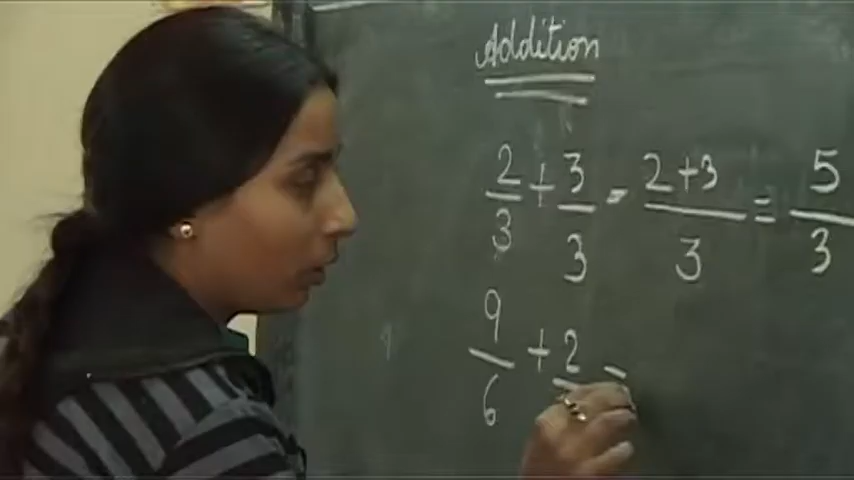 Addition
2/3 + 3/3 = 2+3/3 = 5/3
9/6 + 2/ =